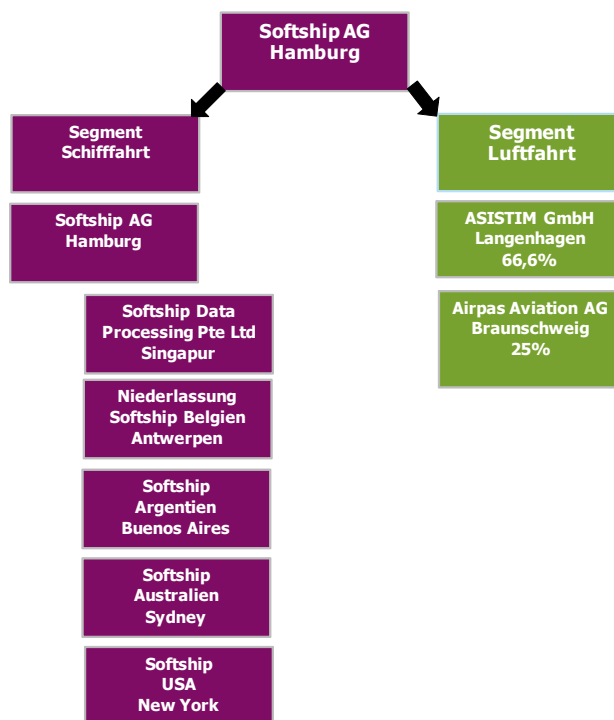 Softship AG
Hamburg
Segment
Schifffahrt
Segment
Luftfahrt
Softship AG
Hamburg
ASISTIM GmbH
Langenhagen
66,6%
Softship Data
Processing Pte Ltd
Singapur
Airpas Aviation AG
Braunschweig
25%
Niederlassung
Softship Belgien
Antwerpen
Softship
Argentien
Buenos Aires
Softship
Australien
Sydney
Softship
USA
New York